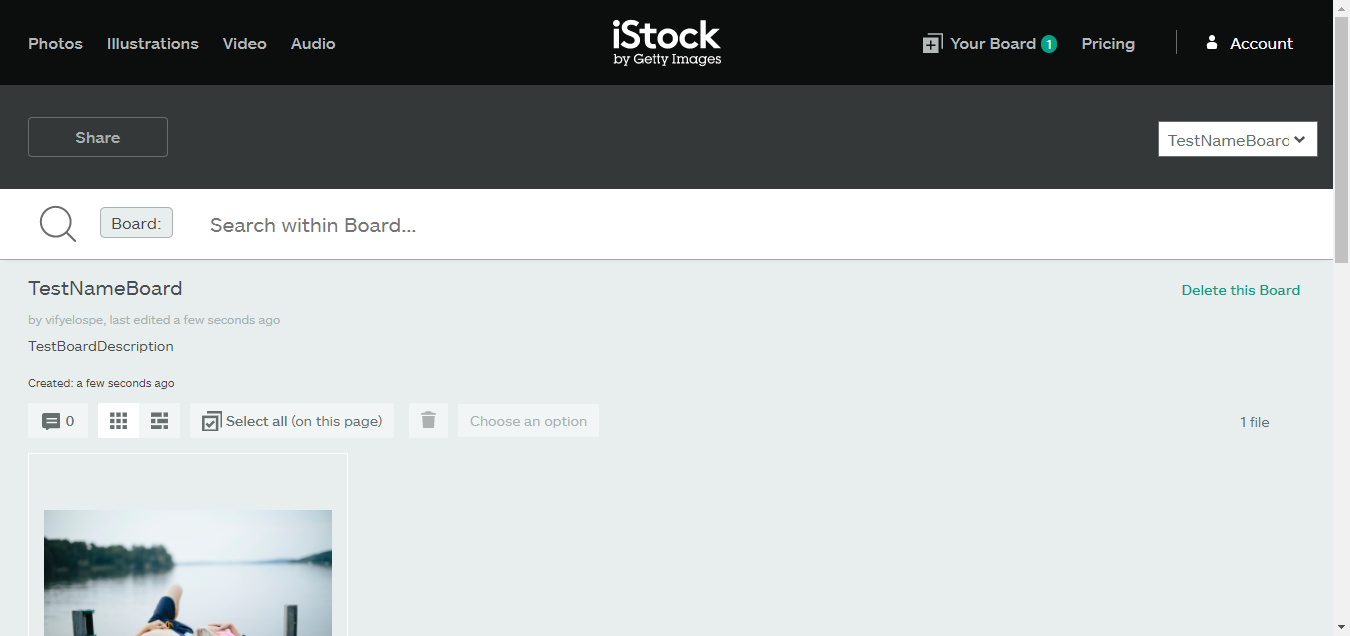 Photos Illustrations Video Audio
iStock
by Getty Images
Your Board 1 Pricing Account
Share
TestNameBoard
Board: Search within Board...
TestNameBoard
Delete this Board
by vifyelospe, last edited a few seconds ago
TestBoardDescription
Created: a few seconds ago
0 Select all (on this page) Choose an option 1 file